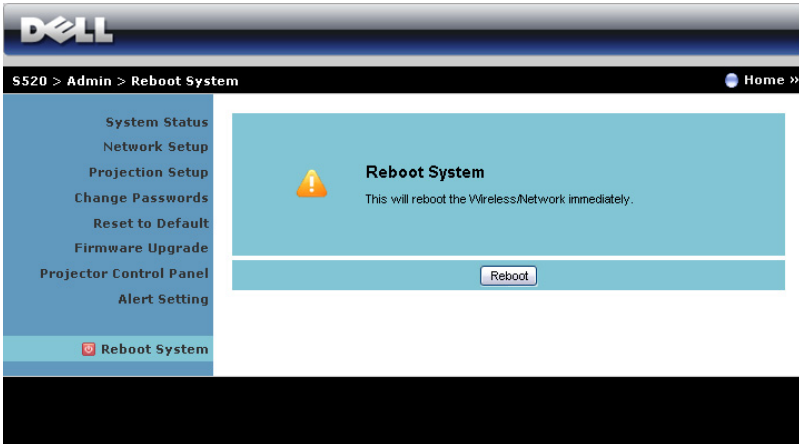 DELL
S520 > Admin > Reboot System
Home »
System Status
Network Setup
Projection Setup
Change Passwords
Reset to Default
Firmware Upgrade
Projector Control Panel
Alert Setting
Reboot System
Reboot System
This will reboot the Wireless/Network immediately.
Reboot